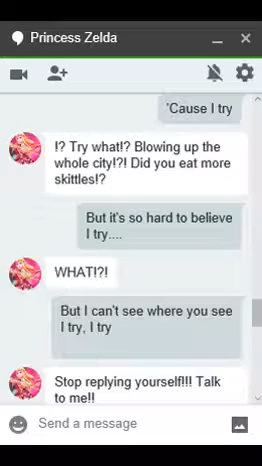 Princess Zelda
'Cause I try
!? Try what!? Blowing up the
whole city!?! Did you eat more
skittles!?
But it's so hard to believe
I try....
WHAT!?!
But I can't see where you see
I try, I try
Stop replying yourself!!! Talk
to me!!
Send a message